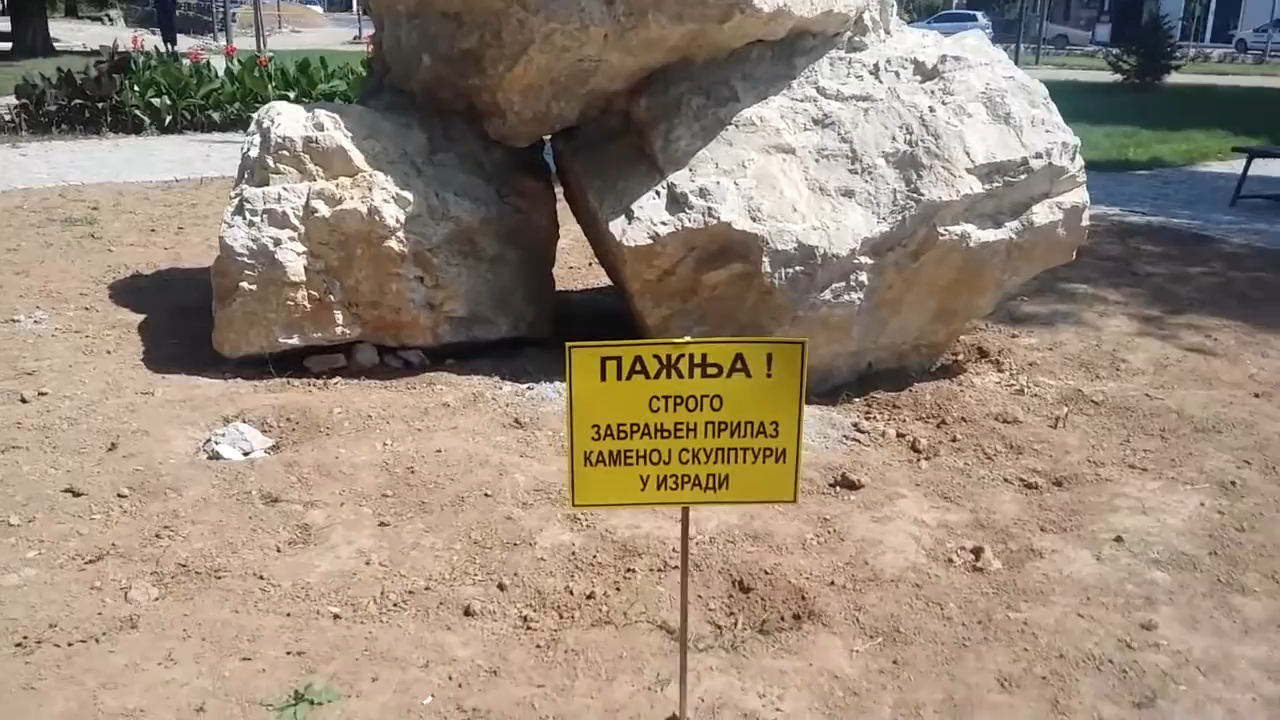 ПАЖЊА !
СТРОГО
ЗАБРАЊЕН ПРИЛАЗ
КАМЕНОЈ СКУЛПТУРИ
У ИЗРАДИ